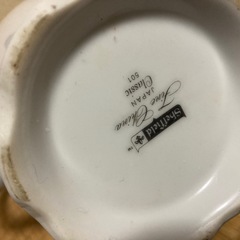 Sheffield
Fine China
JAPAN
Classic
501